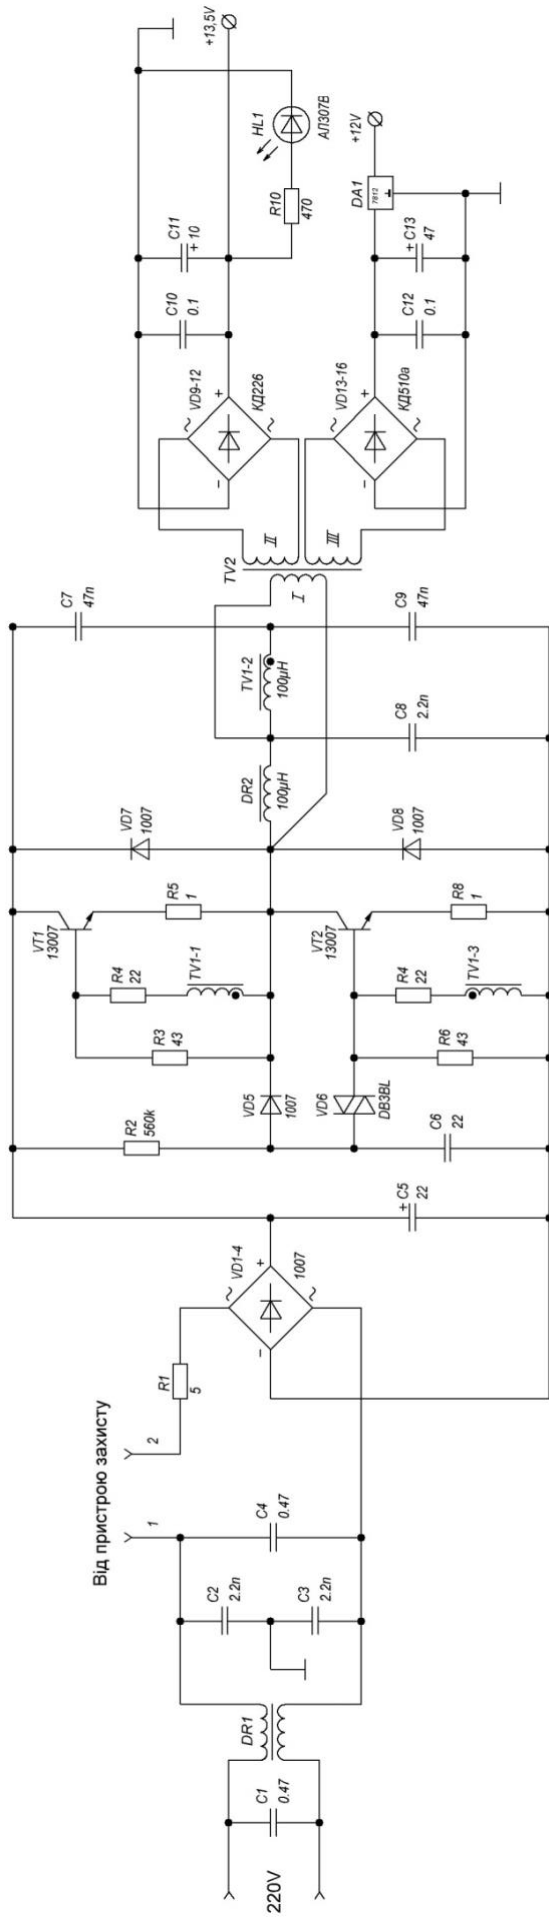 220V
C1
0.47
DR1
C2
2.2n
C3
2.2n
C4
0.47
Від пристрою захисту
1
2
R1
5
VD1-4
1007
~
~
+
−
+ C5
22
R2
560k
C6
22
VD5
1007
VD6
DB3BL
R3
43
R4
22
TV1-1
VT1
13007
R5
1
R6
43
R4
22
TV1-3
VT2
13007
R8
1
VD7
1007
VD8
1007
DR2
100µH
TV1-2
100µH
C7
47n
C8
2.2n
C9
47n
TV2
I
II
III
VD9-12
КД226
~
~
+
−
VD13-16
КД510а
~
~
+
−
C10
0.1
C11
+ 10
C12
0.1
+ C13
47
R10
470
HL1
АЛ307В
DA1
7812
+13,5V
+12V